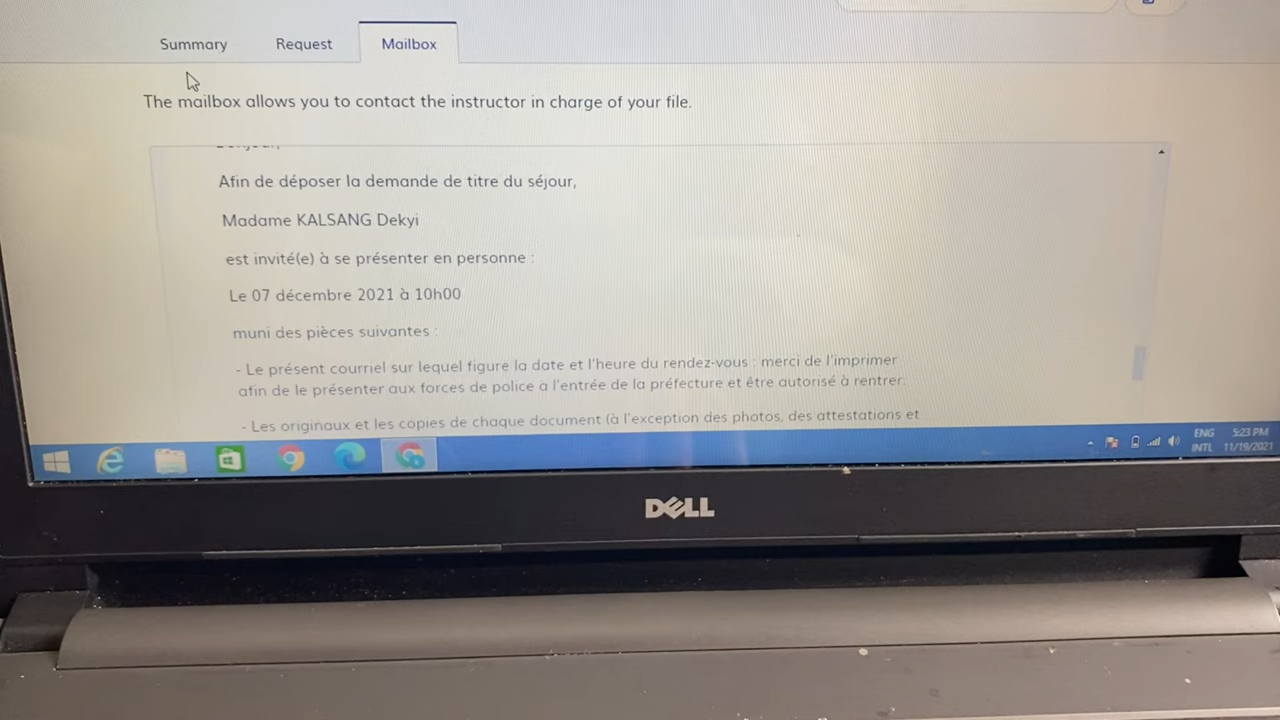 Summary Request Mailbox
The mailbox allows you to contact the instructor in charge of your file.
Afin de déposer la demande de titre du séjour,
Madame KALSANG Dekyi
est invité(e) à se présenter en personne :
Le 07 décembre 2021 à 10h00
muni des pièces suivantes :
- Le présent courriel sur lequel figure la date et l'heure du rendez-vous : merci de l'imprimer
afin de le présenter aux forces de police à l'entrée de la préfecture et être autorisé à rentrer.
- Les originaux et les copies de chaque document (à l'exception des photos, des attestations et
ENG 5:23 PM
INTL 11/19/2021
DELL